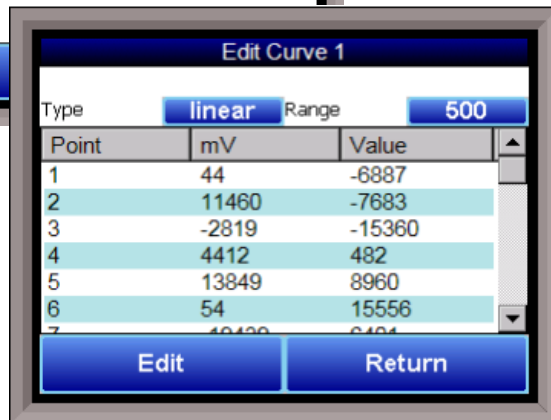 Edit Curve 1
Type linear Range 500
Point mV Value
1 44 -6887
2 11460 -7683
3 -2819 -15360
4 4412 482
5 13849 8960
6 54 15556
Edit Return